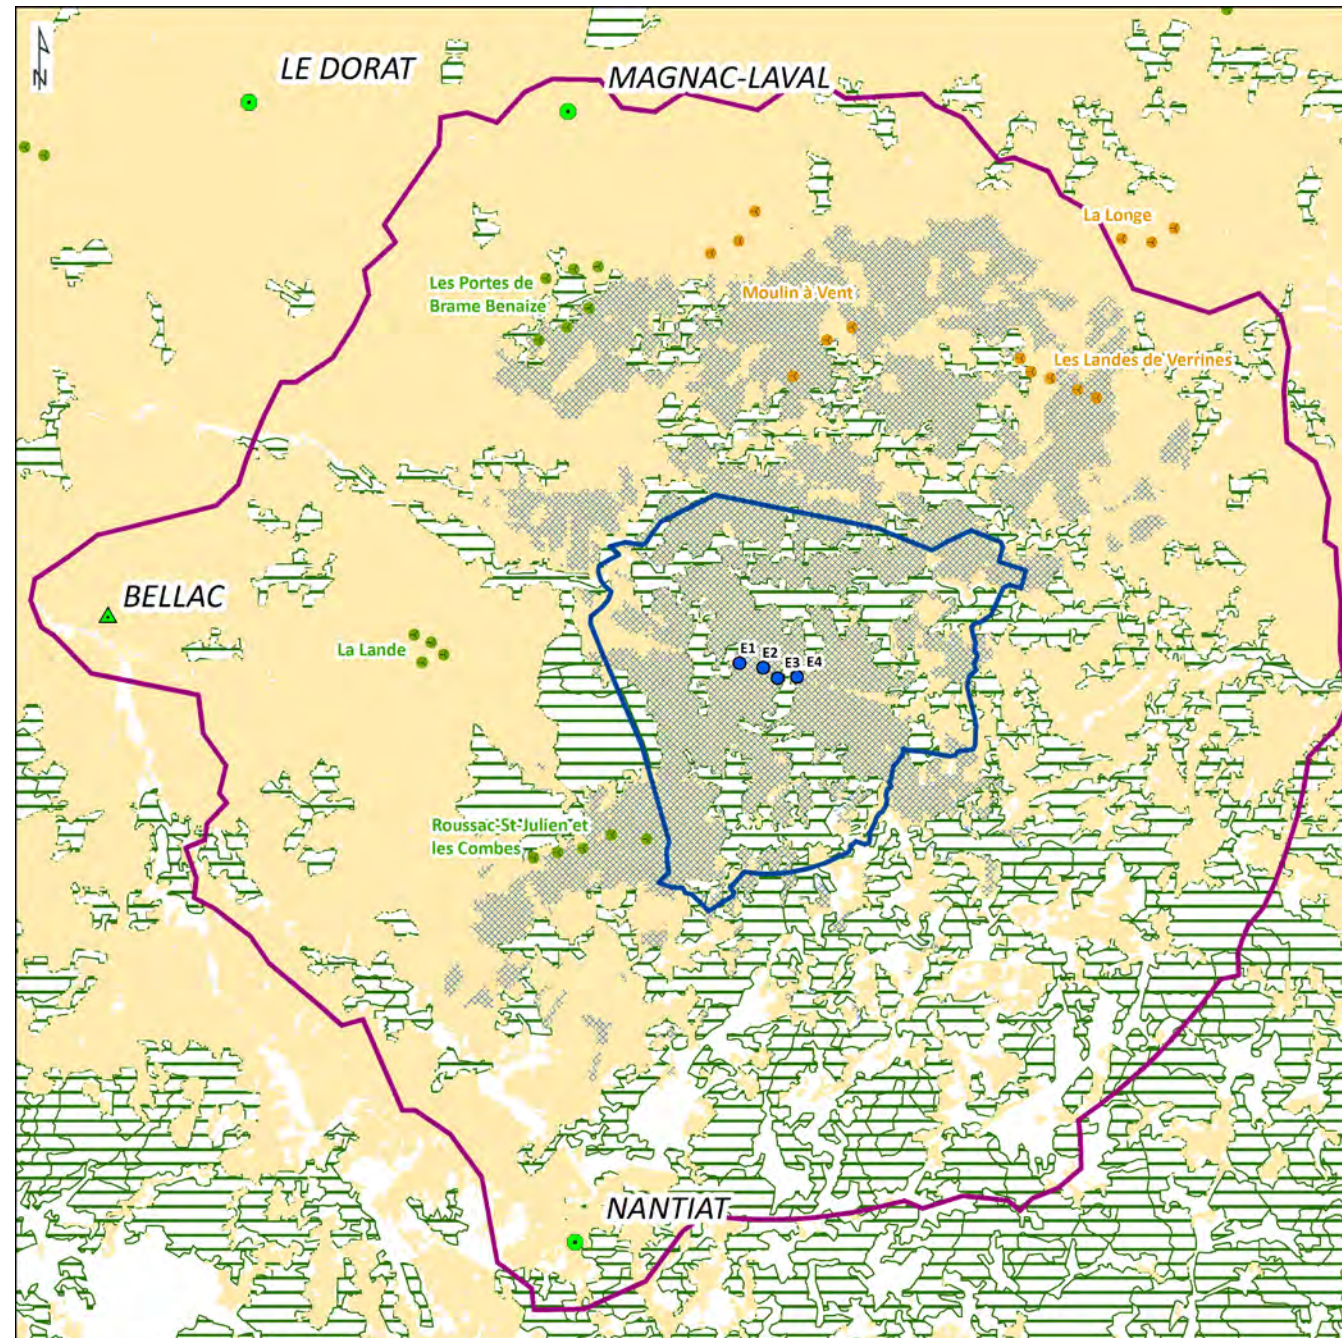 N
LE DORAT
MAGNAC-LAVAL
La Longe
Les Portes de
Brame Benaize
Moulin à Vent
Les Landes de Verrines
BELLAC
La Lande
E1
E2
E3
E4
Roussac-St-Julien et
les Combes
NANTIAT